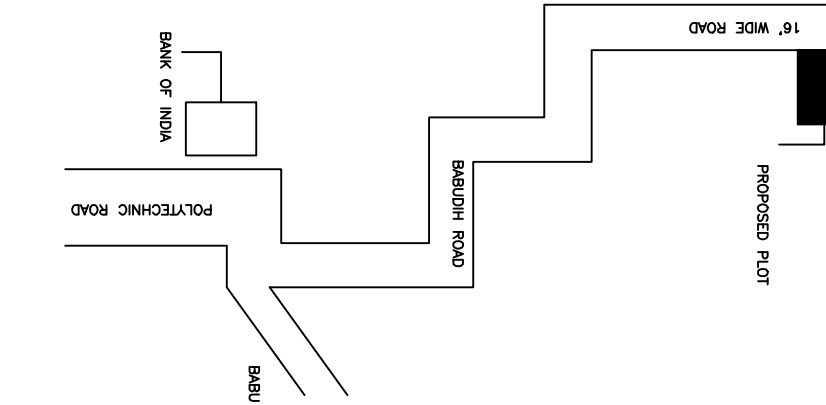 16' WIDE ROAD
BANK OF INDIA
BABUDIH ROAD
PROPOSED PLOT
POLYTECHNIC ROAD
BABU